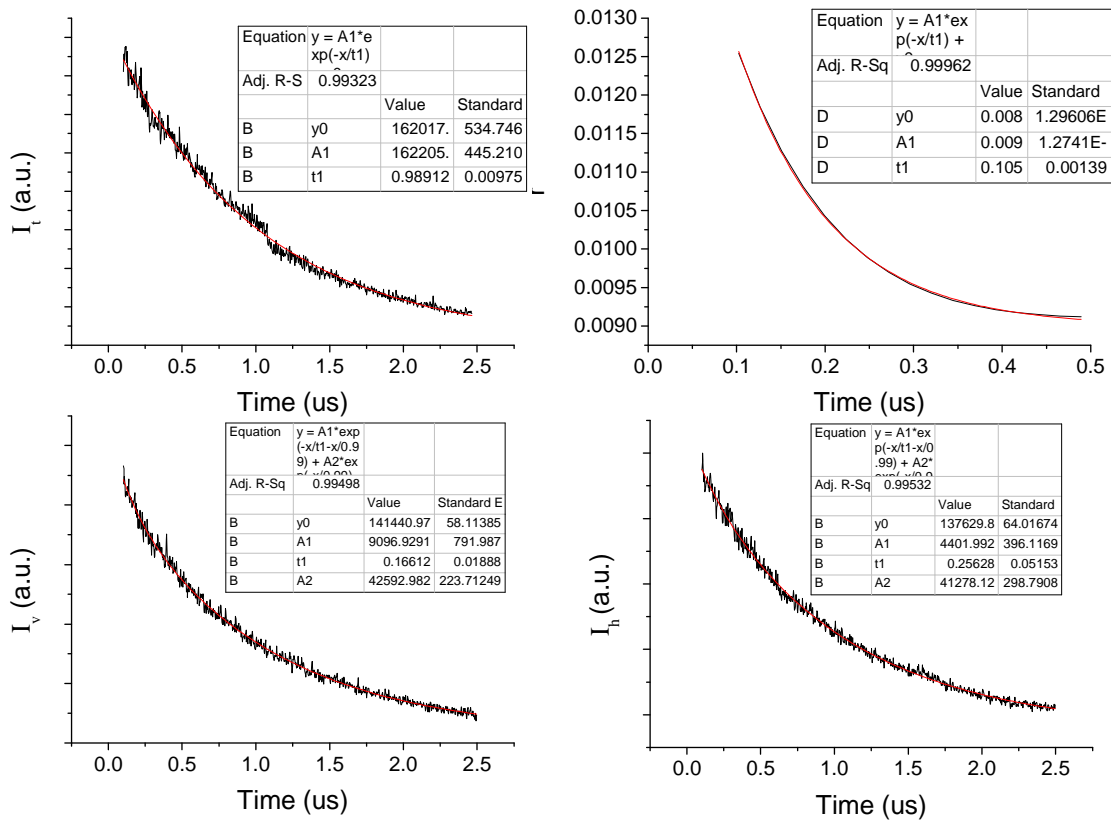 Equation y = A1*e
xp(-x/t1)
Adj. R-S 0.99323
Value Standard
B y0 162017. 534.746
B A1 162205. 445.210
B t1 0.98912 0.00975
I_t (a.u.)
0.0 0.5 1.0 1.5 2.0 2.5
Time (us)
0.0130
0.0125
0.0120
0.0115
0.0110
0.0105
0.0100
0.0095
0.0090
Equation y = A1*ex
p(-x/t1) +
Adj. R-Sq 0.99962
Value Standard
D y0 0.008 1.29606E
D A1 0.009 1.2741E-
D t1 0.105 0.00139
0.0 0.1 0.2 0.3 0.4 0.5
Time (us)
Equation y = A1*exp
(-x/t1-x/0.9
9) + A2*ex
p(-x/0.99)
Adj. R-Sq 0.99498
Value Standard E
B y0 141440.97 58.11385
B A1 9096.9291 791.987
B t1 0.16612 0.01888
B A2 42592.982 223.71249
I_v (a.u.)
0.0 0.5 1.0 1.5 2.0 2.5
Time (us)
Equation y = A1*ex
p(-x/t1-x/0
.99) + A2*
exp(-x/0.9
Adj. R-Sq 0.99532
Value Standard
B y0 137629.8 64.01674
B A1 4401.992 396.1169
B t1 0.25628 0.05153
B A2 41278.12 298.7908
I_h (a.u.)
0.0 0.5 1.0 1.5 2.0 2.5
Time (us)